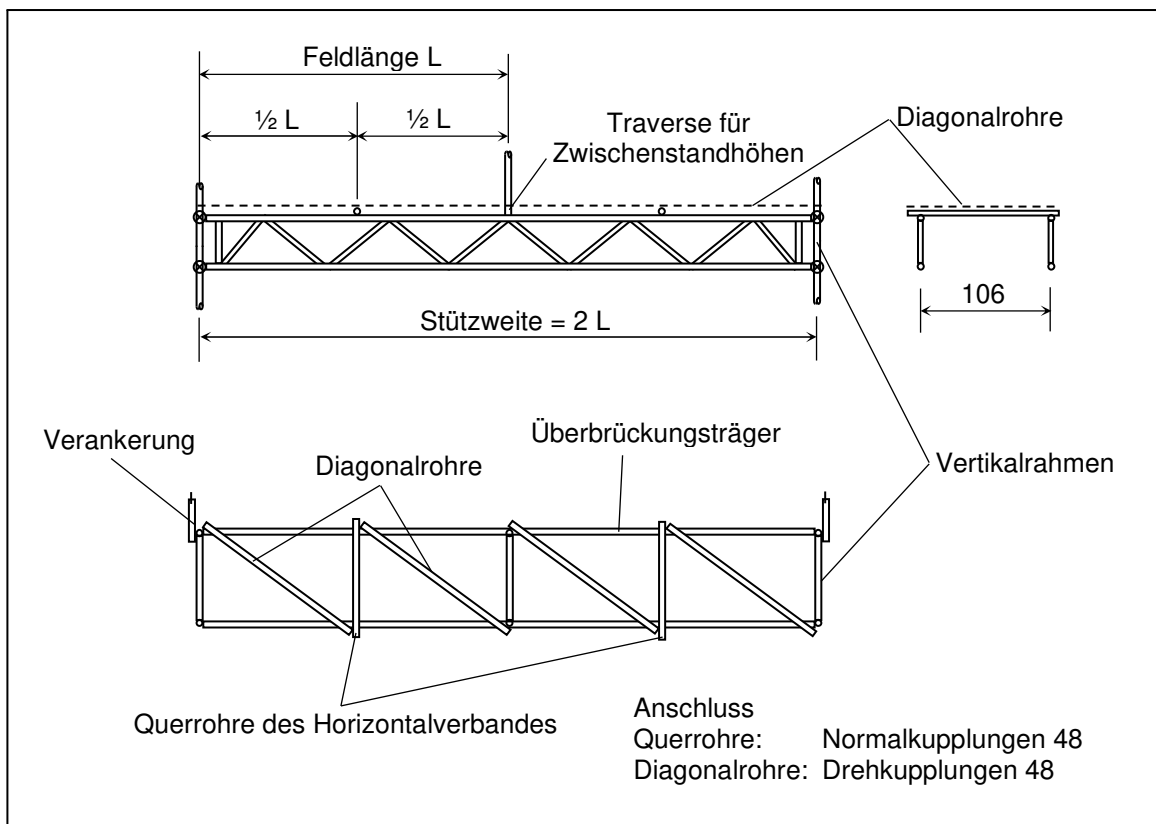 Feldlänge L
½ L
½ L
Traverse für
Zwischenstandhöhen
Diagonalrohre
106
Stützweite = 2 L
Verankerung
Diagonalrohre
Überbrückungsträger
Vertikalrahmen
Querrohre des Horizontalverbandes
Anschluss
Querrohre: Normalkupplungen 48
Diagonalrohre: Drehkupplungen 48